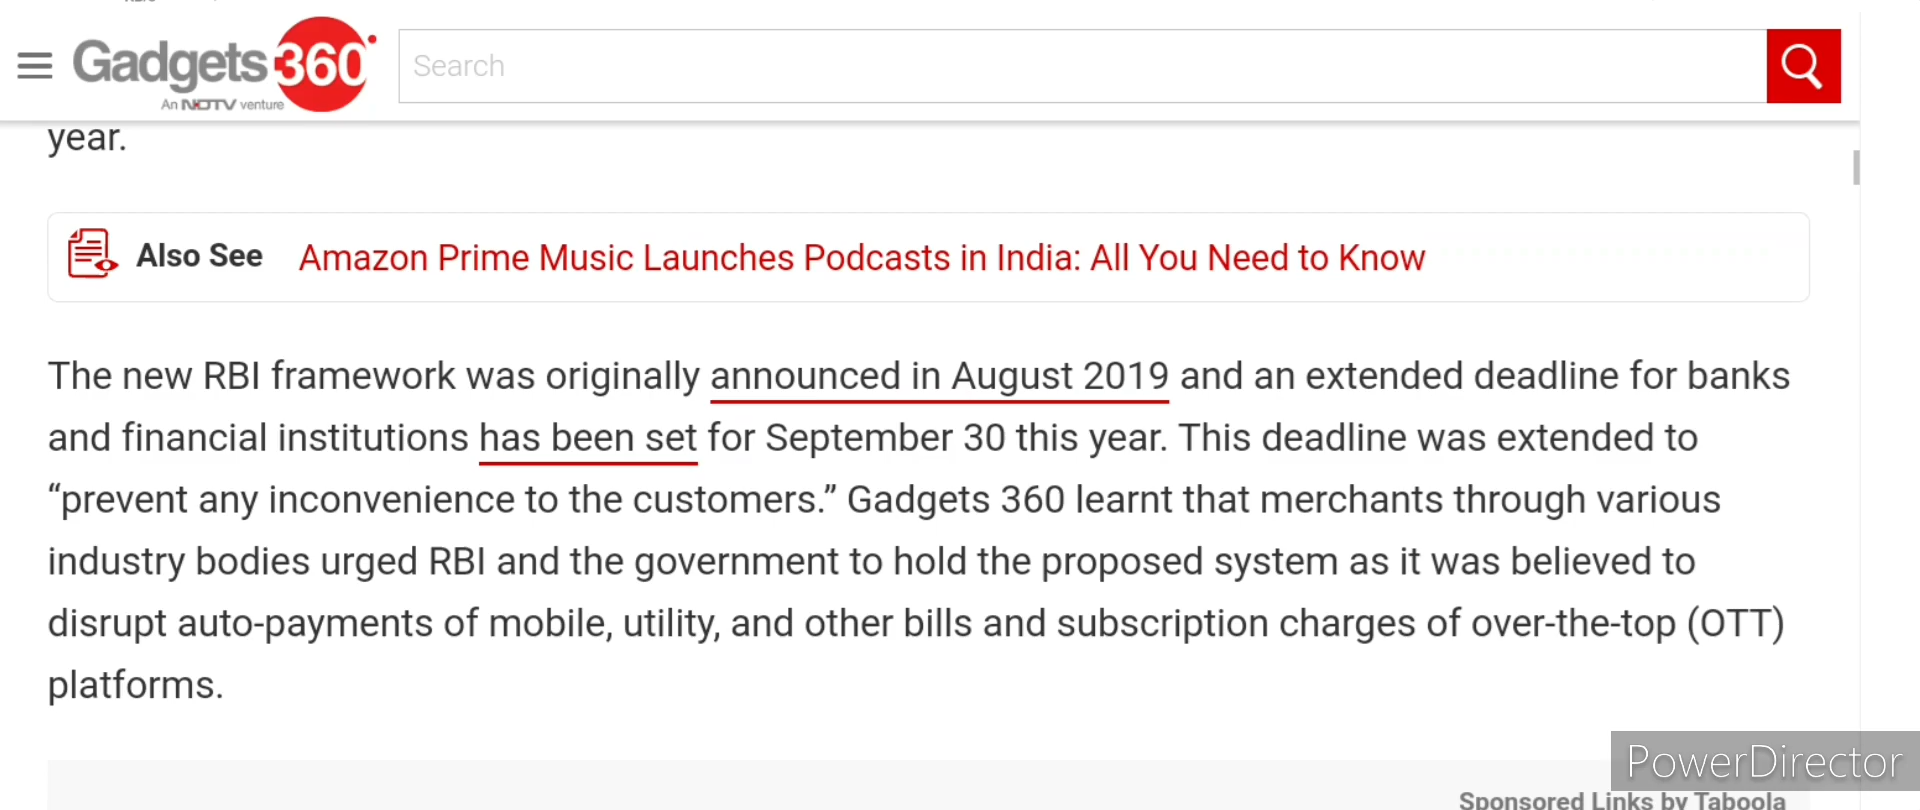 Gadgets 360
An NDTV venture
Search
year.
Also See Amazon Prime Music Launches Podcasts in India: All You Need to Know
The new RBI framework was originally announced in August 2019 and an extended deadline for banks
and financial institutions has been set for September 30 this year. This deadline was extended to
“prevent any inconvenience to the customers.” Gadgets 360 learnt that merchants through various
industry bodies urged RBI and the government to hold the proposed system as it was believed to
disrupt auto-payments of mobile, utility, and other bills and subscription charges of over-the-top (OTT)
platforms.
PowerDirector
Sponsored Links by Taboola